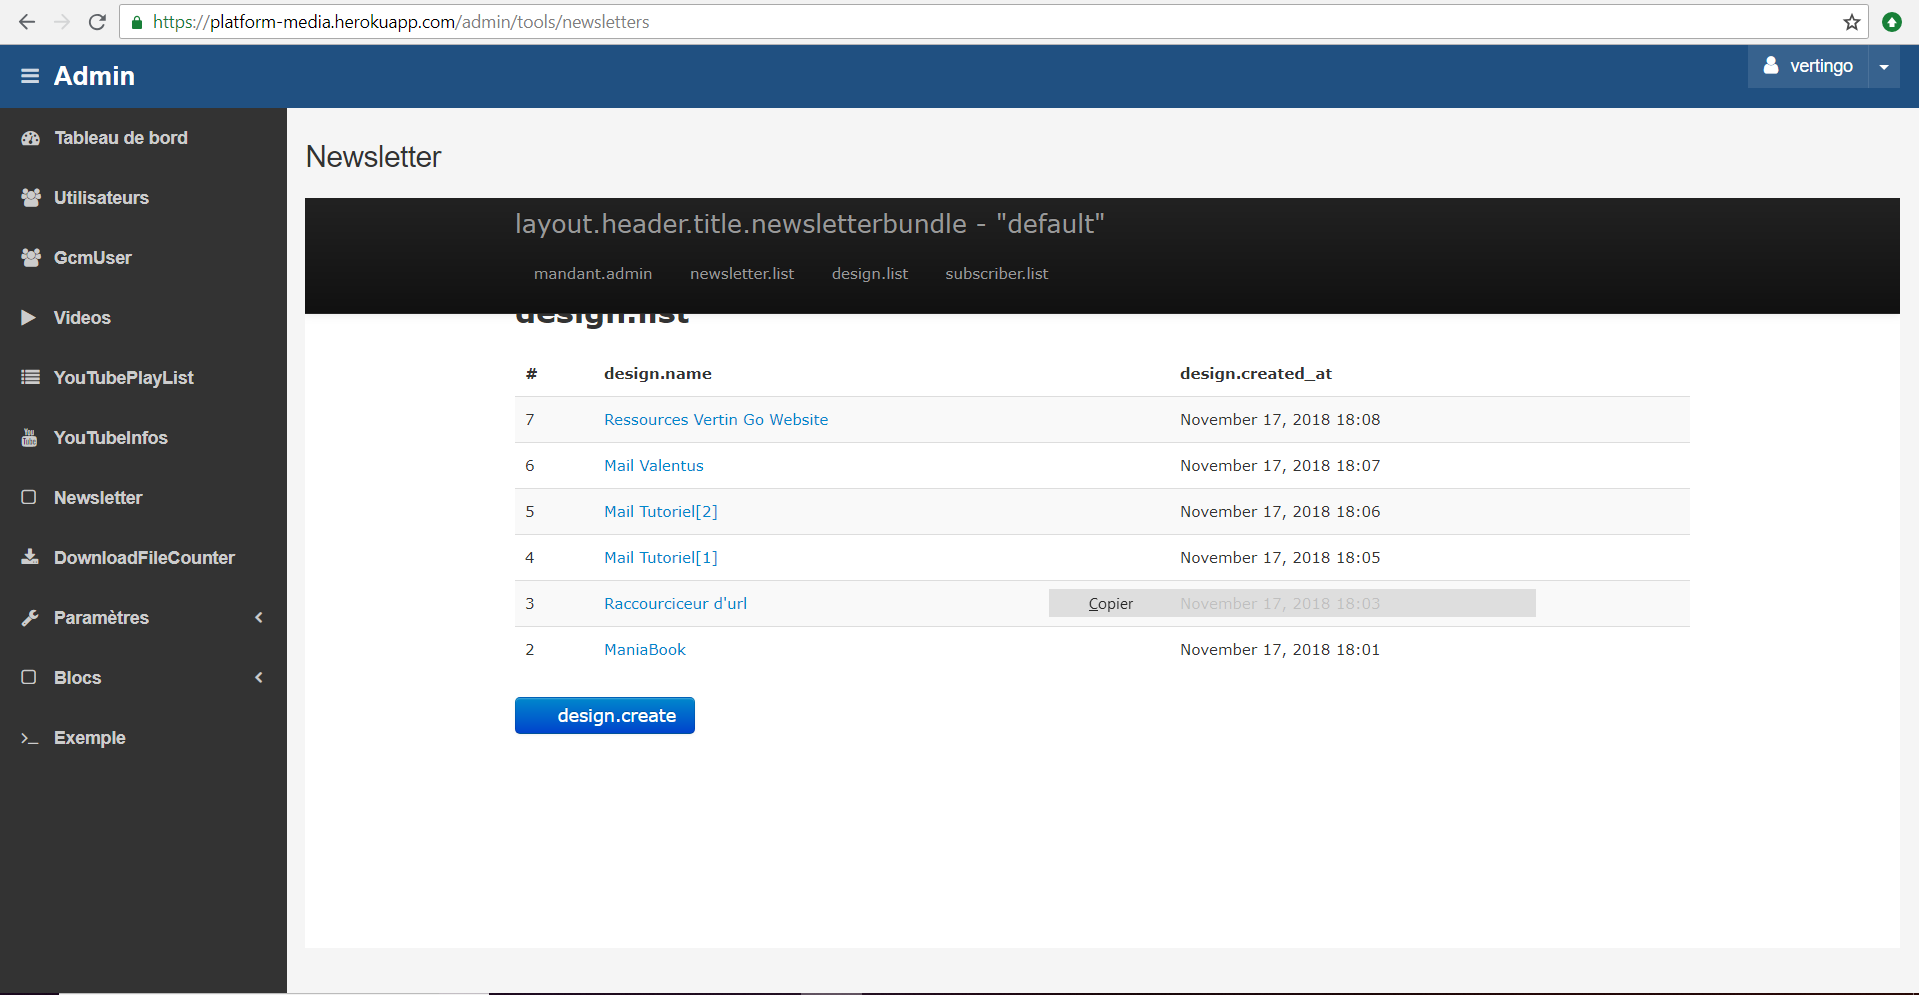 https://platform-media.herokuapp.com/admin/tools/newsletters
Admin
vertingo
Tableau de bord
Utilisateurs
GcmUser
Videos
YouTubePlayList
YouTubeInfos
Newsletter
DownloadFileCounter
Paramètres
Blocs
Exemple
Newsletter
layout.header.title.newsletterbundle - "default"
mandant.admin newsletter.list design.list subscriber.list
design.list
# design.name design.created_at
7 Ressources Vertin Go Website November 17, 2018 18:08
6 Mail Valentus November 17, 2018 18:07
5 Mail Tutoriel[2] November 17, 2018 18:06
4 Mail Tutoriel[1] November 17, 2018 18:05
3 Raccourciceur d'url Copier November 17, 2018 18:03
2 ManiaBook November 17, 2018 18:01
design.create